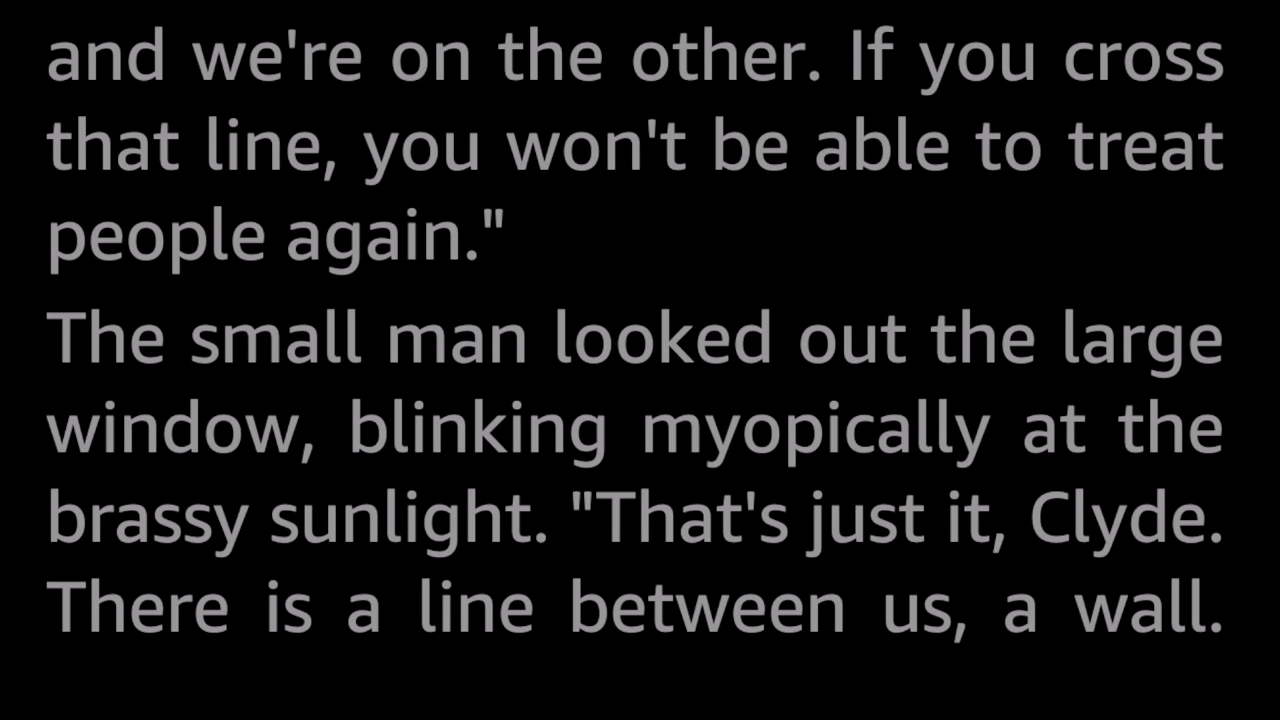 and we're on the other. If you cross
that line, you won't be able to treat
people again."
The small man looked out the large
window, blinking myopically at the
brassy sunlight. "That's just it, Clyde.
There is a line between us, a wall.